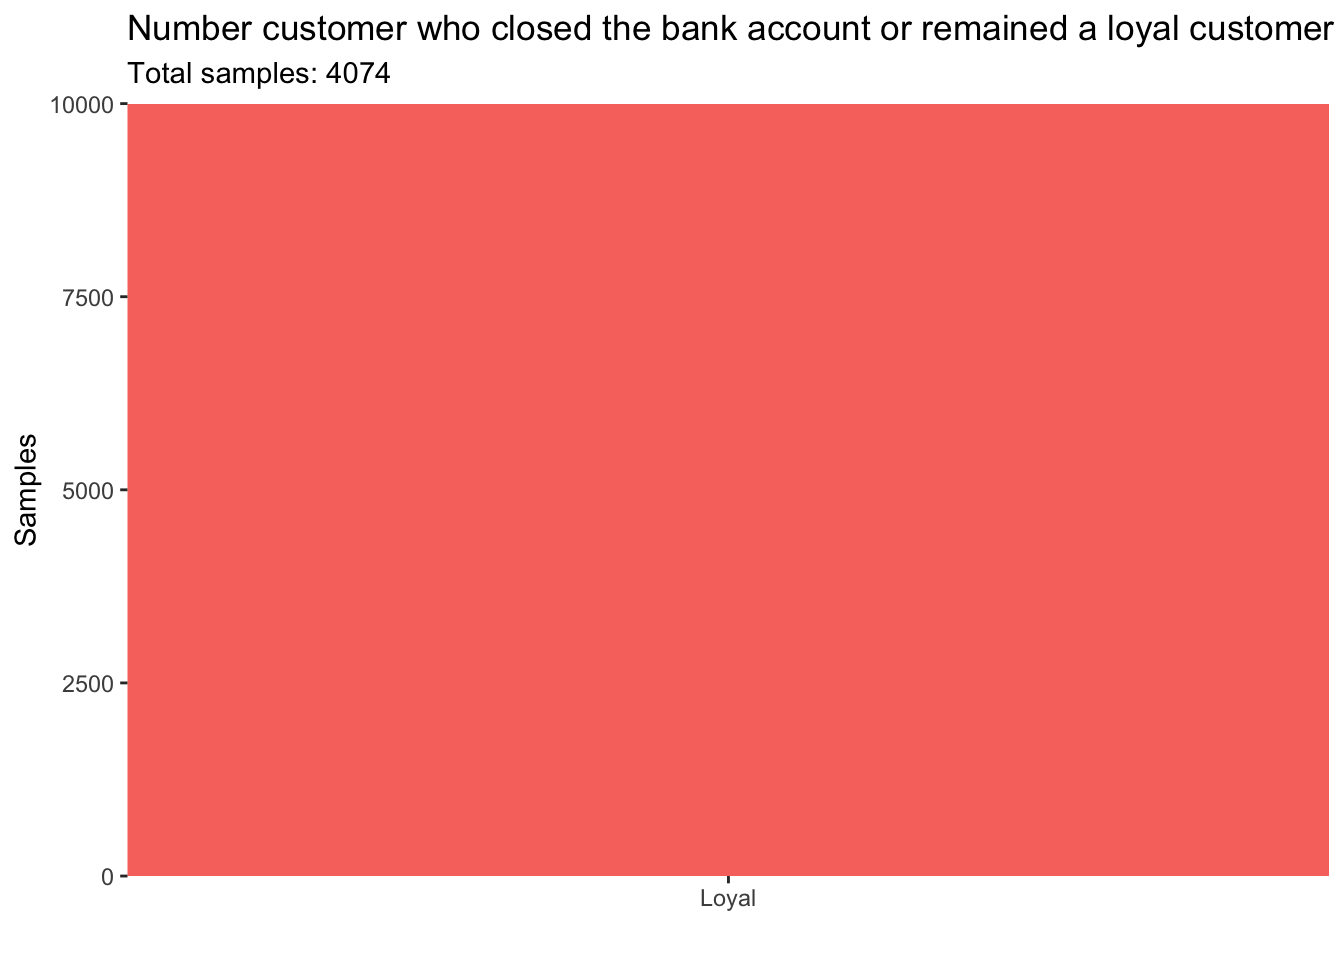 Number customer who closed the bank account or remained a loyal customer
Total samples: 4074
10000
7500
5000
2500
0
Samples
Loyal